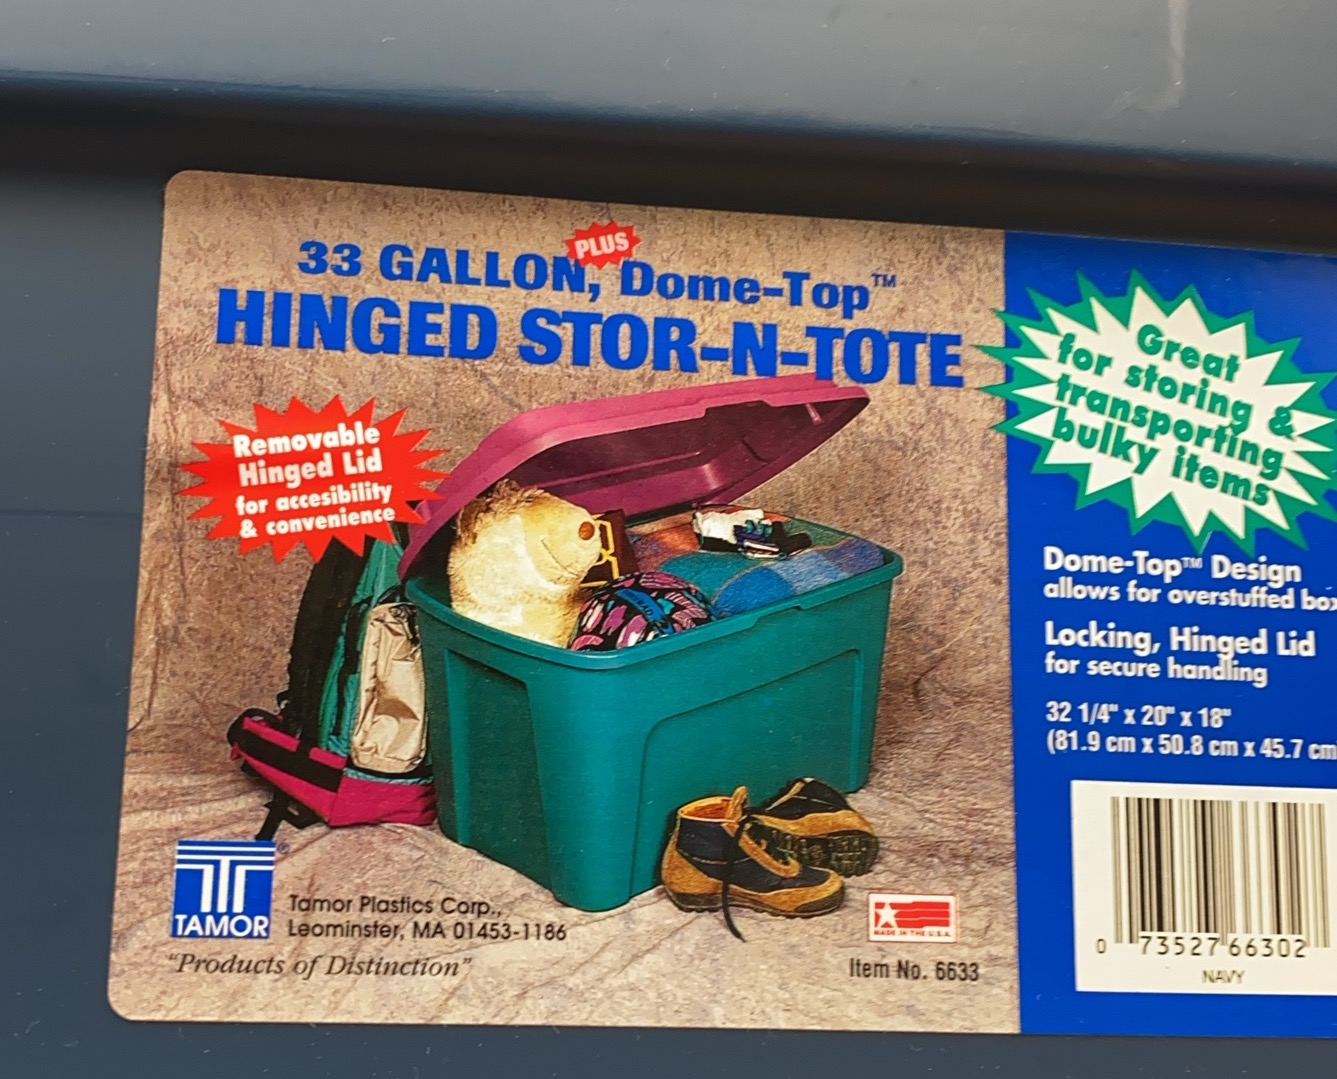 PLUS
33 GALLON, Dome-Top™
HINGED STOR-N-TOTE
Removable
Hinged Lid
for accesibility
& convenience
TAMOR
®
Tamor Plastics Corp.,
Leominster, MA 01453-1186
"Products of Distinction"
MADE IN THE U.S.A.
Item No. 6633
Great
for storing &
transporting
bulky items
Dome-Top™ Design
allows for overstuffed
Locking, Hinged Lid
for secure handling
32 1/4" x 20" x 18"
(81.9 cm x 50.8 cm x 45.7 cm
0 73527 66302
NAVY